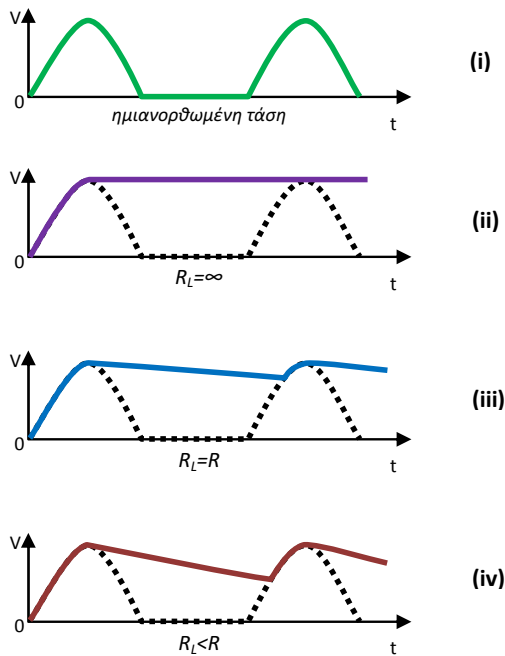 V
(i)
0
ημιανορθωμένη τάση
t
V
(ii)
0
R_L=∞
t
V
(iii)
0
R_L=R
t
V
(iv)
0
R_L<R
t